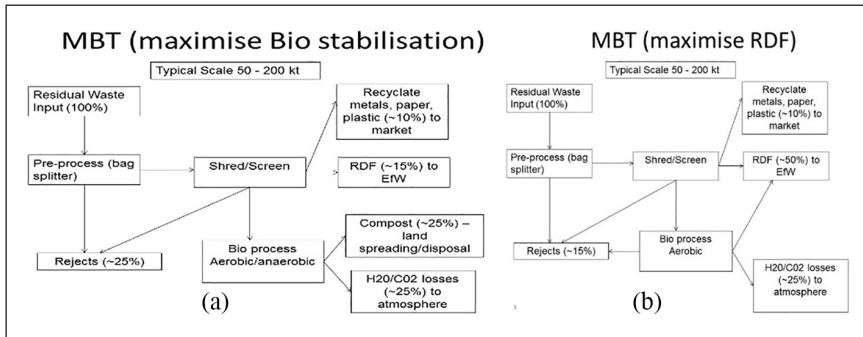 MBT (maximise Bio stabilisation)
Typical Scale 50 - 200 kt
Residual Waste
Input (100%)
Recyclate
metals, paper,
plastic (~10%) to
market
Pre-process (bag
splitter)
Shred/Screen
RDF (~15%) to
EfW
Compost (~25%) –
land
spreading/disposal
Rejects (~25%)
Bio process
Aerobic/anaerobic
H20/C02 losses
(~25%) to
atmosphere
(a)
MBT (maximise RDF)
Typical Scale 50 - 200 kt
Residual Waste
Input (100%)
Recyclate
metals, paper,
plastic (~10%) to
market
Pre-process (bag
splitter)
Shred/Screen
RDF (~50%) to
EfW
Rejects (~15%)
Bio process
Aerobic
H20/C02 losses
(~25%) to
atmosphere
(b)